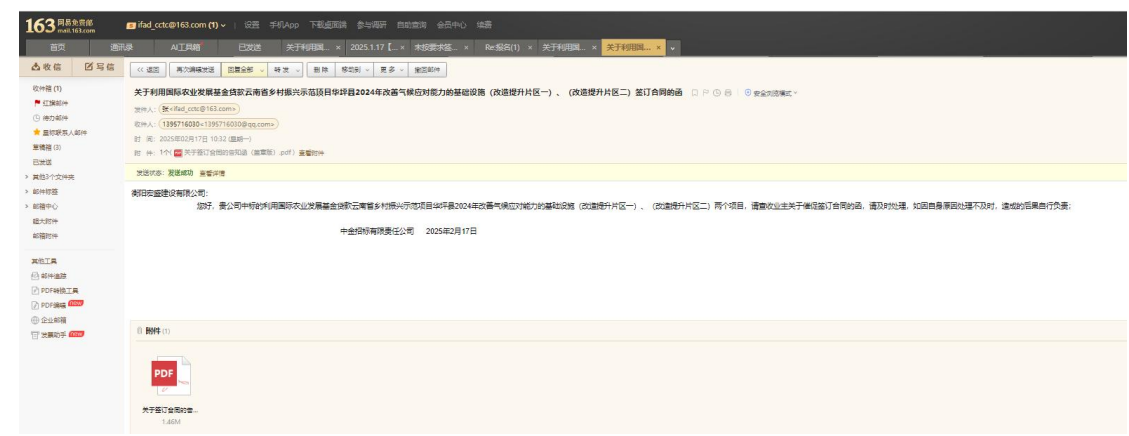 163 网易免费邮 mail.163.com ifad_cctc@163.com (1) 设置 手机App 下载桌面端 参与调研 自助查询 会员中心 续费
首页 通讯录 AI工具箱 已发送 关于利用国... × 2025.1.17【... × 未按要求签... × Re:报名(1) × 关于利用国... × 关于利用国... ×
收信 写信
<< 返回 再次编辑发送 回复全部 转发 删除 移动到 更多 撤回邮件
收件箱 (1)
红旗邮件
待办邮件
星标联系人邮件
草稿箱 (3)
已发送
其他3个文件夹
邮件标签
邮箱中心
超大附件
邮箱附件
其他工具
邮件追踪
PDF转换工具
PDF编辑 new
企业邮箱
发票助手 new
关于利用国际农业发展基金贷款云南省乡村振兴示范项目华坪县2024年改善气候应对能力的基础设施（改造提升片区一）、（改造提升片区二）签订合同的函 安全浏览模式
发件人： <ifad_cctc@163.com>
收件人： 1395716030<1395716030@qq.com>
时 间： 2025年02月17日 10:32 (星期一)
附 件： 1个( 关于签订合同的告知函（盖章版）.pdf ) 查看附件
发送状态：发送成功 查看详情
衡阳宏盛建设有限公司:
您好，贵公司中标的利用国际农业发展基金贷款云南省乡村振兴示范项目华坪县2024年改善气候应对能力的基础设施（改造提升片区一）、（改造提升片区二）两个项目，请查收业主关于催促签订合同的函，请及时处理，如因自身原因处理不及时，造成的后果自行负责；
中金招标有限责任公司 2025年2月17日
附件 (1)
PDF
关于签订合同的告...
1.46M